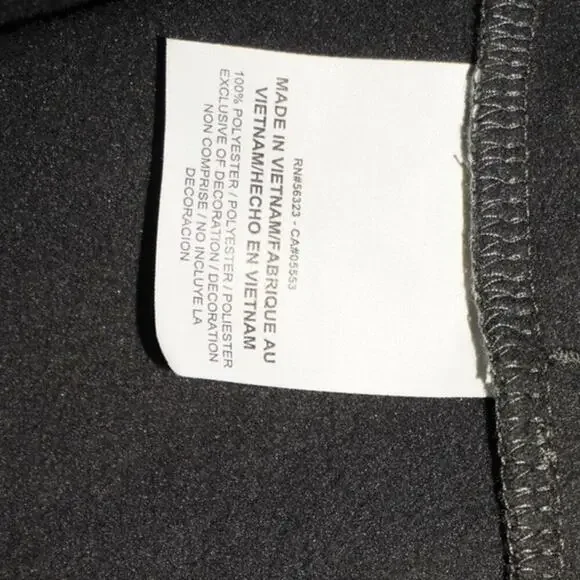 RN#56323 - CA#05553
MADE IN VIETNAM/FABRIQUE AU
VIETNAM/HECHO EN VIETNAM
100% POLYESTER / POLYESTER / POLIESTER
EXCLUSIVE OF DECORATION / DECORATION
NON COMPRISE / NO INCLUYE LA
DECORACION